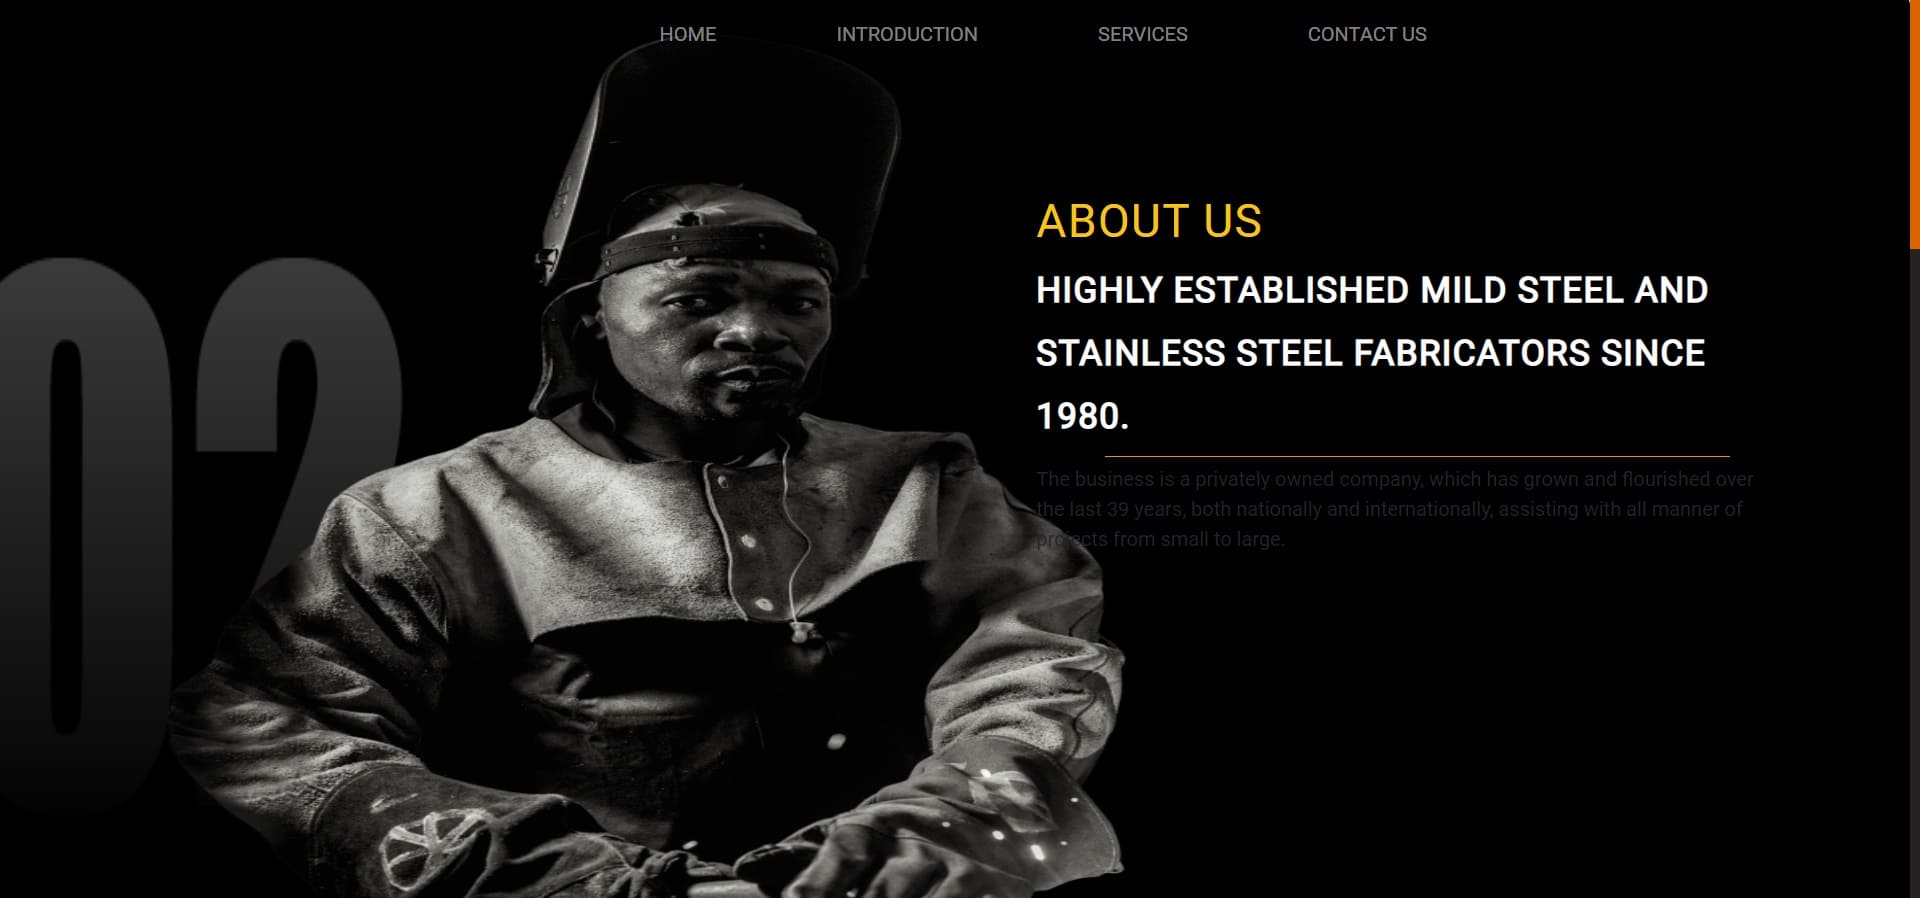 HOME INTRODUCTION SERVICES CONTACT US
02
ABOUT US
HIGHLY ESTABLISHED MILD STEEL AND
STAINLESS STEEL FABRICATORS SINCE
1980.
The business is a privately owned company, which has grown and flourished over
the last 39 years, both nationally and internationally, assisting with all manner of
projects from small to large.